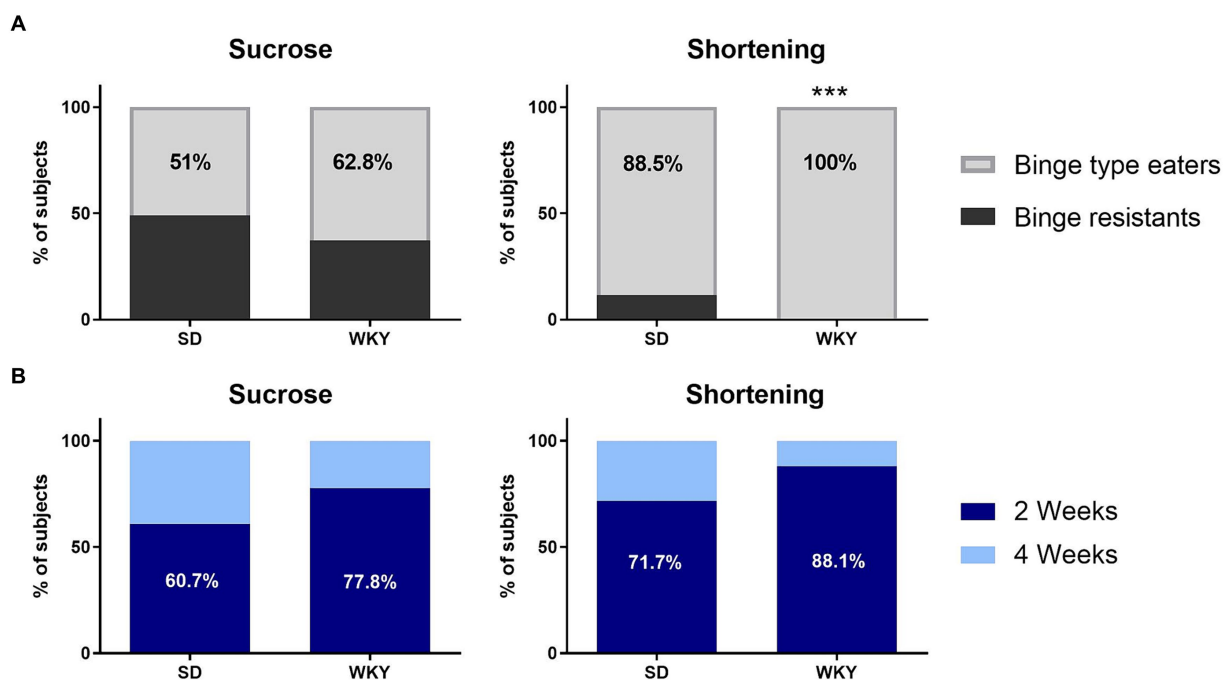 A
Sucrose
Shortening
% of subjects
100
50
0
51%
62.8%
SD
WKY
% of subjects
100
50
0
88.5%
***
100%
SD
WKY
Binge type eaters
Binge resistants
B
Sucrose
Shortening
% of subjects
100
50
0
60.7%
77.8%
SD
WKY
% of subjects
100
50
0
71.7%
88.1%
SD
WKY
2 Weeks
4 Weeks